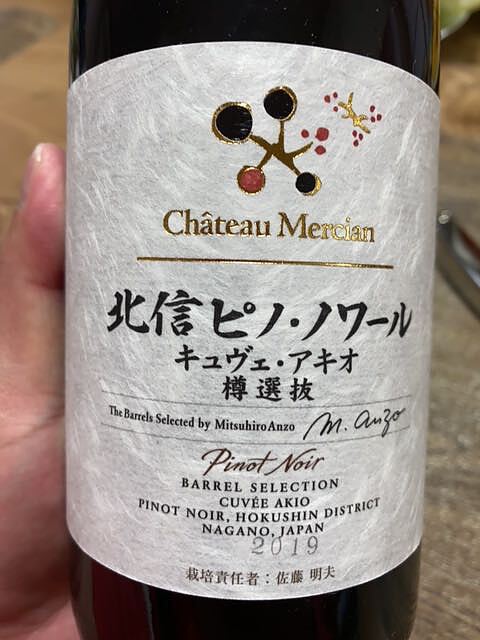 Château Mercian
北信ピノ・ノワール
キュヴェ・アキオ
樽選抜
The Barrels Selected by Mitsuhiro Anzo M. Anzo
Pinot Noir
BARREL SELECTION
CUVÉE AKIO
PINOT NOIR, HOKUSHIN DISTRICT
NAGANO, JAPAN
2019
栽培責任者：佐藤 明夫